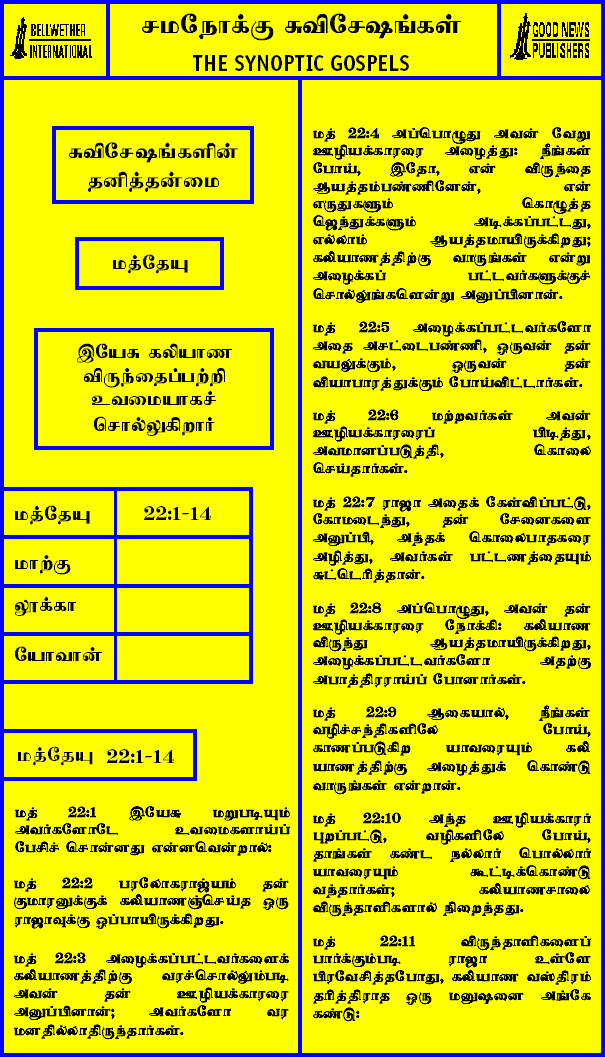 BELLWETHER
INTERNATIONAL
சமநோக்கு சுவிசேஷங்கள்
THE SYNOPTIC GOSPELS
GOOD NEWS
PUBLISHERS
சுவிசேஷங்களின்
தனித்தன்மை
மத்தேயு
இயேசு கலியாண
விருந்தைப்பற்றி
உவமையாகச்
சொல்லுகிறார்
மத்தேயு 22:1-14
மாற்கு
லூக்கா
யோவான்
மத்தேயு 22:1-14
மத் 22:1 இயேசு மறுபடியும்
அவர்களோடே உவமைகளாய்ப்
பேசிச் சொன்னது என்னவென்றால்:
மத் 22:2 பரலோகராஜ்யம் தன்
குமாரனுக்குக் கலியாணஞ்செய்த ஒரு
ராஜாவுக்கு ஒப்பாயிருக்கிறது.
மத் 22:3 அழைக்கப்பட்டவர்களைக்
கலியாணத்திற்கு வரச்சொல்லும்படி
அவன் தன் ஊழியக்காரரை
அனுப்பினான்; அவர்களோ வர
மனதில்லாதிருந்தார்கள்.
மத் 22:4 அப்பொழுது அவன் வேறு
ஊழியக்காரரை அழைத்து: நீங்கள்
போய், இதோ, என் விருந்தை
ஆயத்தம்பண்ணினேன், என்
எருதுகளும் கொழுத்த
ஜெந்துக்களும் அடிக்கப்பட்டது,
எல்லாம் ஆயத்தமாயிருக்கிறது;
கலியாணத்திற்கு வாருங்கள் என்று
அழைக்கப் பட்டவர்களுக்குச்
சொல்லுங்களென்று அனுப்பினான்.
மத் 22:5 அழைக்கப்பட்டவர்களோ
அதை அசட்டைபண்ணி, ஒருவன் தன்
வயலுக்கும், ஒருவன் தன்
வியாபாரத்துக்கும் போய்விட்டார்கள்.
மத் 22:6 மற்றவர்கள் அவன்
ஊழியக்காரரைப் பிடித்து,
அவமானப்படுத்தி, கொலை
செய்தார்கள்.
மத் 22:7 ராஜா அதைக் கேள்விப்பட்டு,
கோமடைந்து, தன் சேனைகளை
அனுப்பி, அந்தக் கொலைபாதகரை
அழித்து, அவர்கள் பட்டணத்தையும்
சுட்டெரித்தான்.
மத் 22:8 அப்பொழுது, அவன் தன்
ஊழியக்காரரை நோக்கி: கலியாண
விருந்து ஆயத்தமாயிருக்கிறது,
அழைக்கப்பட்டவர்களோ அதற்கு
அபாத்திரராய்ப் போனார்கள்.
மத் 22:9 ஆகையால், நீங்கள்
வழிச்சந்திகளிலே போய்,
காணப்படுகிற யாவரையும் கலி
யாணத்திற்கு அழைத்துக் கொண்டு
வாருங்கள் என்றான்.
மத் 22:10 அந்த ஊழியக்காரர்
புறப்பட்டு, வழிகளிலே போய்,
தாங்கள் கண்ட நல்லார் பொல்லார்
யாவரையும் கூட்டிக்கொண்டு
வந்தார்கள்; கலியாணசாலை
விருந்தாளிகளால் நிறைந்தது.
மத் 22:11 விருந்தாளிகளைப்
பார்க்கும்படி ராஜா உள்ளே
பிரவேசித்தபோது, கலியாண வஸ்திரம்
தரித்திராத ஒரு மனுஷனை அங்கே
கண்டு: